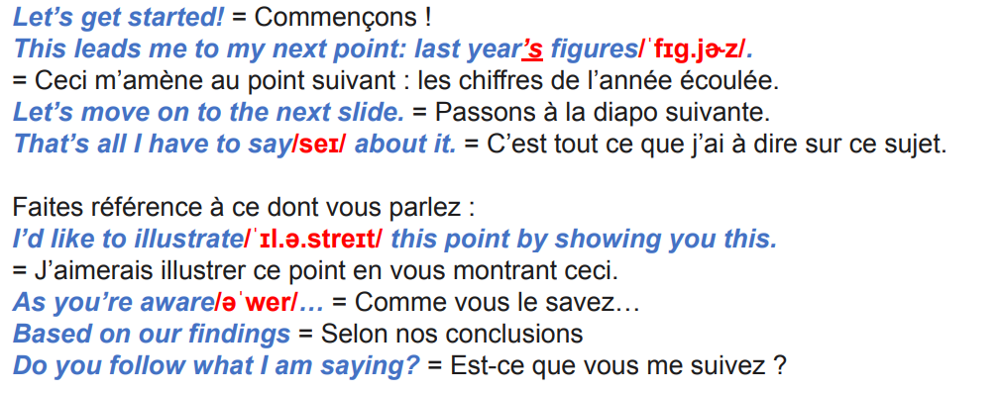 Let’s get started! = Commençons !
This leads me to my next point: last year’s figures/ˈfɪɡ.jɚz/.
= Ceci m’amène au point suivant : les chiffres de l’année écoulée.
Let’s move on to the next slide. = Passons à la diapo suivante.
That’s all I have to say/seɪ/ about it. = C’est tout ce que j’ai à dire sur ce sujet.
Faites référence à ce dont vous parlez :
I’d like to illustrate/ˈɪl.ə.streɪt/ this point by showing you this.
= J’aimerais illustrer ce point en vous montrant ceci.
As you’re aware/əˈwer/… = Comme vous le savez…
Based on our findings = Selon nos conclusions
Do you follow what I am saying? = Est-ce que vous me suivez ?